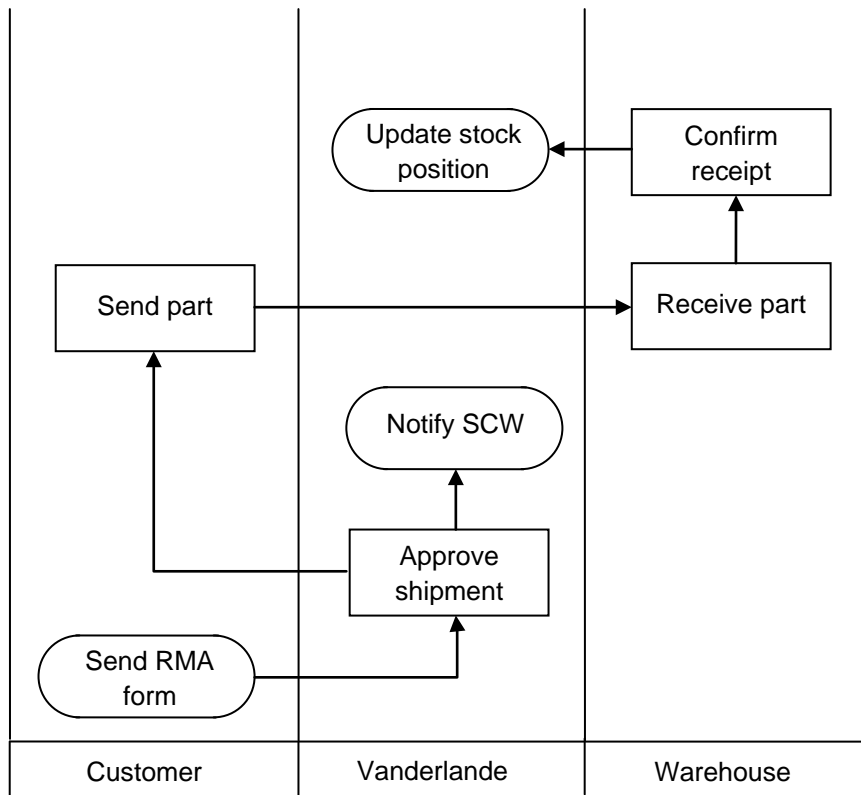 Update stock
position
Confirm
receipt
Send part
Receive part
Notify SCW
Approve
shipment
Send RMA
form
Customer
Vanderlande
Warehouse